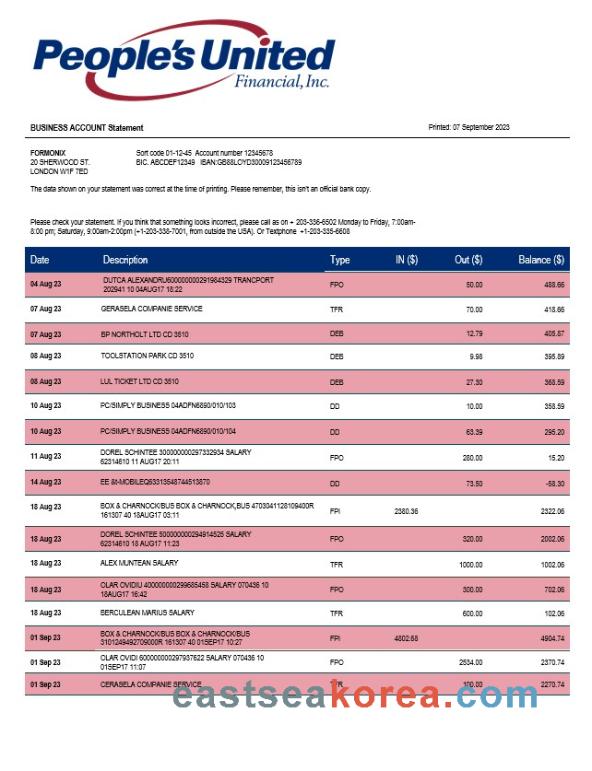 People's United
Financial, Inc.
BUSINESS ACCOUNT Statement
Printed: 07 September 2023
FORMONIX
20 SHERWOOD ST.
LONDON W1F 7ED
Sort code 01-12-45 Account number 12345678
BIC. ABCDEF12349 IBAN:GB88LOYD30009123456789
The data shown on your statement was correct at the time of printing. Please remember, this isn't an official bank copy.
Please check your statement. If you think that something looks incorrect, please call as on + 203-336-6502 Monday to Friday, 7:00am-
8:00 pm; Saturday, 9:00am-2:00pm (+1-203-338-7001, from outside the USA). Or Textphone +1-203-335-6608
Date Description Type IN ($) Out ($) Balance ($)
04 Aug 23 DUTCA ALEXANDRU600000000291984329 TRANCPORT FPO 50.00 488.66
202941 10 04AUG17 18:22
07 Aug 23 GERASELA COMPANIE SERVICE TFR 70.00 418.66
07 Aug 23 BP NORTHOLT LTD CD 3510 DEB 12.79 405.87
08 Aug 23 TOOLSTATION PARK CD 3510 DEB 9.98 395.89
08 Aug 23 LUL TICKET LTD CD 3510 DEB 27.30 368.59
10 Aug 23 PC/SIMPLY BUSINESS 04ADFN6890/010/103 DD 10.00 358.59
10 Aug 23 PC/SIMPLY BUSINESS 04ADFN6890/010/104 DD 63.39 295.20
11 Aug 23 DOREL SCHINTEE 300000000297332934 SALARY FPO 280.00 15.20
62314610 11 AUG17 20:11
14 Aug 23 EE &t-MOBILEQ63313548744513870 DD 73.50 -58.30
18 Aug 23 BOX & CHARNOCK/BUS BOX & CHARNOCK,BUS 4703041128109400R FPI 2380.36 2322.06
161307 40 18AUG17 03:11
18 Aug 23 DOREL SCHINTEE 500000000294914525 SALARY FPO 320.00 2002.06
62314610 18 AUG17 11:23
18 Aug 23 ALEX MUNTEAN SALARY TFR 1000.00 1002.06
18 Aug 23 OLAR OVIDIU 400000000299685458 SALARY 070436 10 FPO 300.00 702.06
18AUG17 16:42
18 Aug 23 BERCULEAN MARIUS SALARY TFR 600.00 102.06
01 Sep 23 BOX & CHARNOCK/BUS BOX & CHARNOCK/BUS FPI 4802.68 4904.74
3101249492709000R 161307 40 01SEP17 10:27
01 Sep 23 OLAR OVIDI 600000000297937622 SALARY 070436 10 FPO 2534.00 2370.74
01SEP17 11:07
01 Sep 23 CERASELA COMPANIE SERVICE TFR 100.00 2270.74
eastseakorea.com